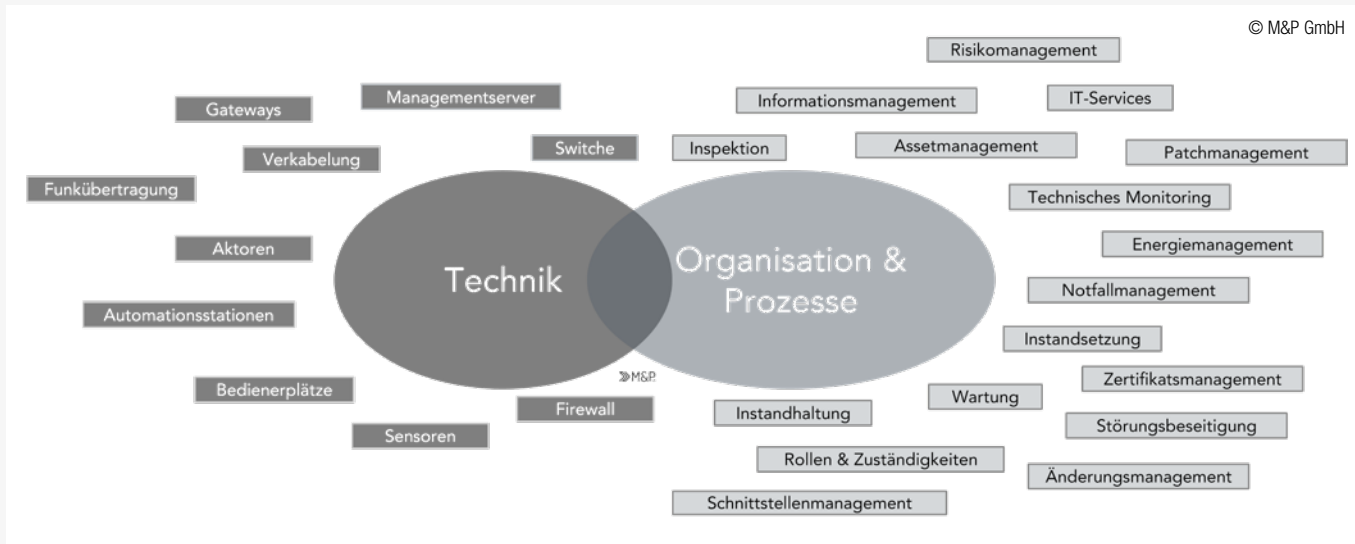 © M&P GmbH
Risikomanagement
Managementserver
Informationsmanagement
IT-Services
Gateways
Switche
Inspektion
Assetmanagement
Patchmanagement
Verkabelung
Funkübertragung
Technisches Monitoring
Aktoren
Energiemanagement
Technik
Organisation &
Prozesse
Notfallmanagement
Automationsstationen
Instandsetzung
M&P
Zertifikatsmanagement
Bedienerplätze
Wartung
Firewall
Instandhaltung
Störungsbeseitigung
Sensoren
Rollen & Zuständigkeiten
Änderungsmanagement
Schnittstellenmanagement